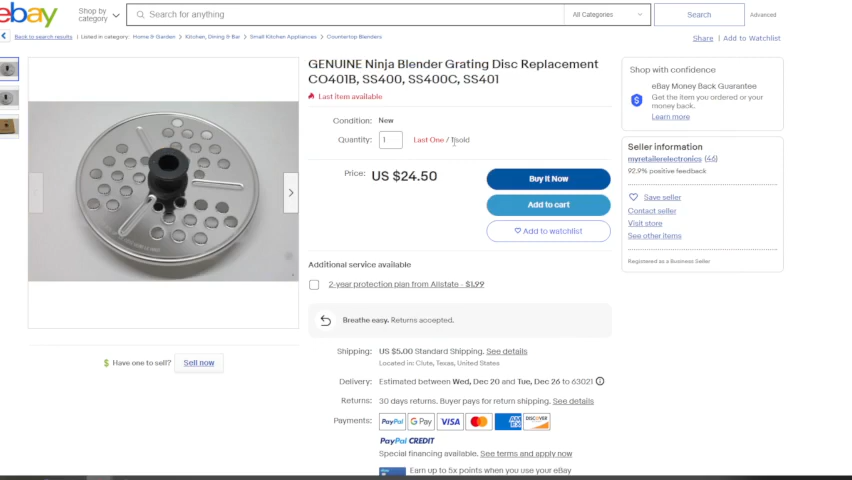 ebay
Shop by
category
Search for anything
All Categories
Search
Advanced
Back to search results | Listed in category: Home & Garden > Kitchen, Dining & Bar > Small Kitchen Appliances > Countertop Blenders
Share | Add to Watchlist
GENUINE Ninja Blender Grating Disc Replacement
CO401B, SS400, SS400C, SS401
Last item available
Condition: New
Quantity: 1 Last One / sold
Price: US $24.50
Buy It Now
Add to cart
Add to watchlist
Additional service available
2-year protection plan from Allstate - $1.99
Breathe easy. Returns accepted.
Have one to sell? Sell now
Shipping: US $5.00 Standard Shipping. See details
Located in: Clute, Texas, United States
Delivery: Estimated between Wed, Dec 20 and Tue, Dec 26 to 63021
Returns: 30 days returns. Buyer pays for return shipping. See details
Payments: PayPal G Pay VISA MasterCard AM EX DISCOVER
PayPal CREDIT
Special financing available. See terms and apply now
Earn up to 5x points when you use your eBay
Shop with confidence
eBay Money Back Guarantee
Get the item you ordered or your
money back.
Learn more
Seller information
myretailerelectronics (46)
92.9% positive feedback
Save seller
Contact seller
Visit store
See other items
Registered as a Business Seller